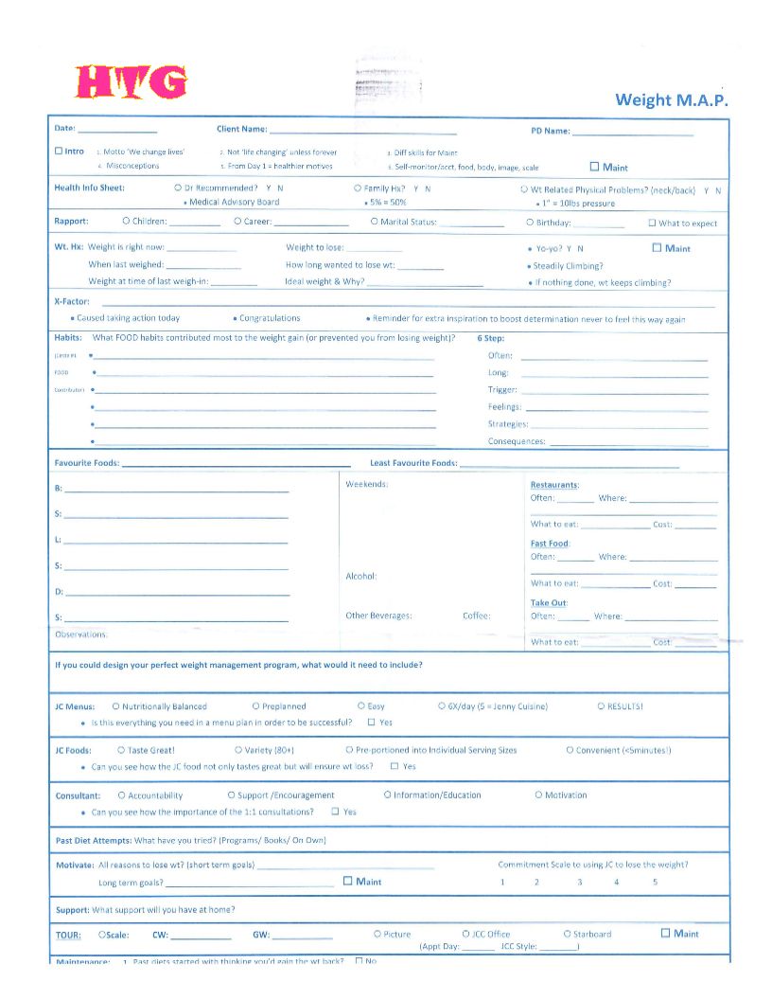 HTG
Weight M.A.P.
Date: Client Name: PD Name:
☐ Intro 1. Motto 'We change lives' 2. Not 'life changing' unless forever 3. Diff skills for Maint
4. Misconceptions 5. From Day 1 = healthier motives 6. Self-monitor/acct, food, body, image, scale ☐ Maint
Health Info Sheet: ○ Dr Recommended? Y N ○ Family Hx? Y N ○ Wt Related Physical Problems? (neck/back) Y N
• Medical Advisory Board • 5% = 50% • 1" = 10lbs pressure
Rapport: ○ Children: ○ Career: ○ Marital Status: ○ Birthday: ☐ What to expect
Wt. Hx: Weight is right now: Weight to lose: • Yo-yo? Y N ☐ Maint
When last weighed: How long wanted to lose wt: • Steadily Climbing?
Weight at time of last weigh-in: Ideal weight & Why? • If nothing done, wt keeps climbing?
X-Factor:
• Caused taking action today • Congratulations • Reminder for extra inspiration to boost determination never to feel this way again
Habits: What FOOD habits contributed most to the weight gain (or prevented you from losing weight)? 6 Step:
(Circle #1 • Often:
FOOD • Long:
Contributor) • Trigger:
• Feelings:
• Strategies:
• Consequences:
Favourite Foods: Least Favourite Foods:
B: Weekends: Restaurants:
Often: Where:
S:
What to eat: Cost:
L: Fast Food:
Often: Where:
S:
Alcohol: What to eat: Cost:
D: Take Out:
S: Other Beverages: Coffee: Often: Where:
Observations:
What to eat: Cost:
If you could design your perfect weight management program, what would it need to include?
JC Menus: ○ Nutritionally Balanced ○ Preplanned ○ Easy ○ 6X/day (5 = Jenny Cuisine) ○ RESULTS!
• Is this everything you need in a menu plan in order to be successful? ☐ Yes
JC Foods: ○ Taste Great! ○ Variety (80+) ○ Pre-portioned into Individual Serving Sizes ○ Convenient (<5minutes!)
• Can you see how the JC food not only tastes great but will ensure wt loss? ☐ Yes
Consultant: ○ Accountability ○ Support /Encouragement ○ Information/Education ○ Motivation
• Can you see how the importance of the 1:1 consultations? ☐ Yes
Past Diet Attempts: What have you tried? (Programs/ Books/ On Own)
Motivate: All reasons to lose wt? (short term goals) Commitment Scale to using JC to lose the weight?
Long term goals? ☐ Maint 1 2 3 4 5
Support: What support will you have at home?
TOUR: ○Scale: CW: GW: ○ Picture ○ JCC Office ○ Starboard ☐ Maint
(Appt Day: JCC Style: )
Maintenance: 1. Past diets started with thinking you'd gain the wt back? ☐ No